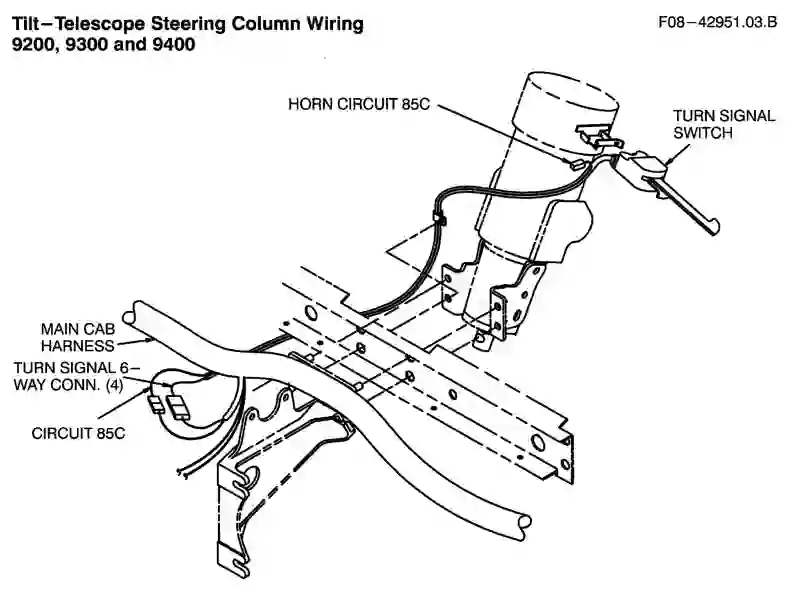 Tilt-Telescope Steering Column Wiring
9200, 9300 and 9400
F08-42951.03.B
HORN CIRCUIT 85C
TURN SIGNAL
SWITCH
MAIN CAB
HARNESS
TURN SIGNAL 6-
WAY CONN. (4)
CIRCUIT 85C